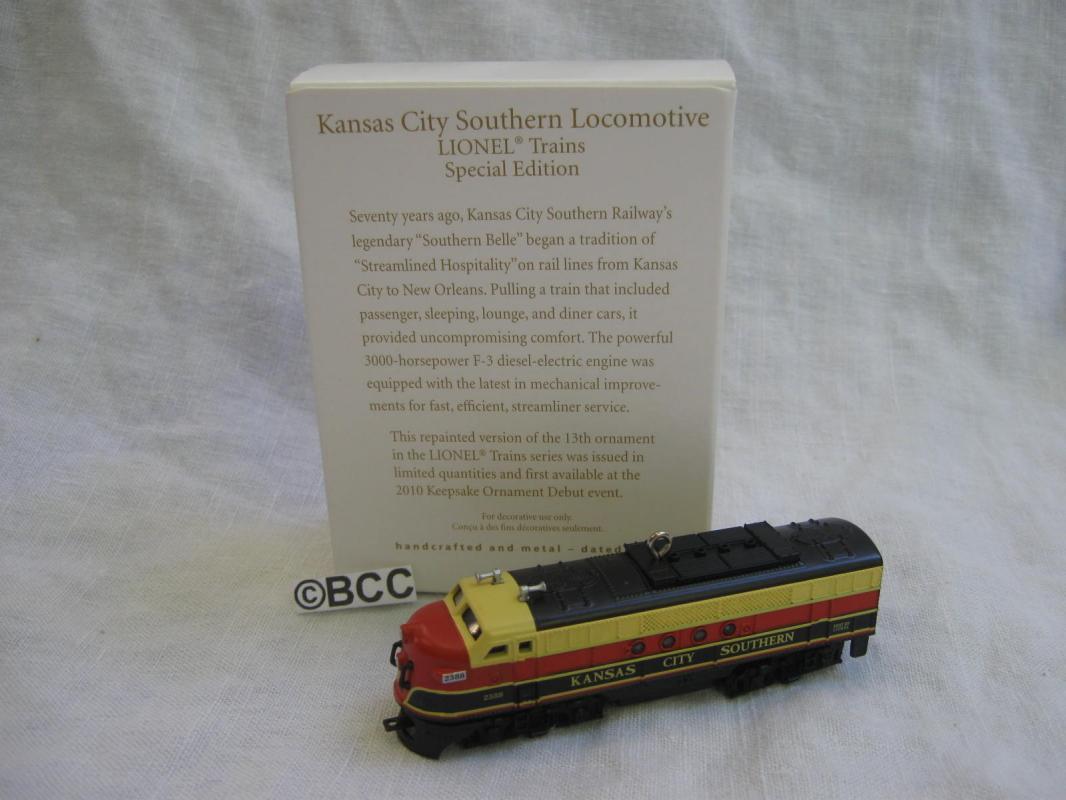 Kansas City Southern Locomotive
LIONEL® Trains
Special Edition
Seventy years ago, Kansas City Southern Railway's
legendary "Southern Belle" began a tradition of
"Streamlined Hospitality" on rail lines from Kansas
City to New Orleans. Pulling a train that included
passenger, sleeping, lounge, and diner cars, it
provided uncompromising comfort. The powerful
3000-horsepower F-3 diesel-electric engine was
equipped with the latest in mechanical improve-
ments for fast, efficient, streamliner service.
This repainted version of the 13th ornament
in the LIONEL® Trains series was issued in
limited quantities and first available at the
2010 Keepsake Ornament Debut event.
For decorative use only.
Conçu à des fins décoratives seulement.
handcrafted and metal – dated
©BCC
2388
2388
KANSAS CITY SOUTHERN